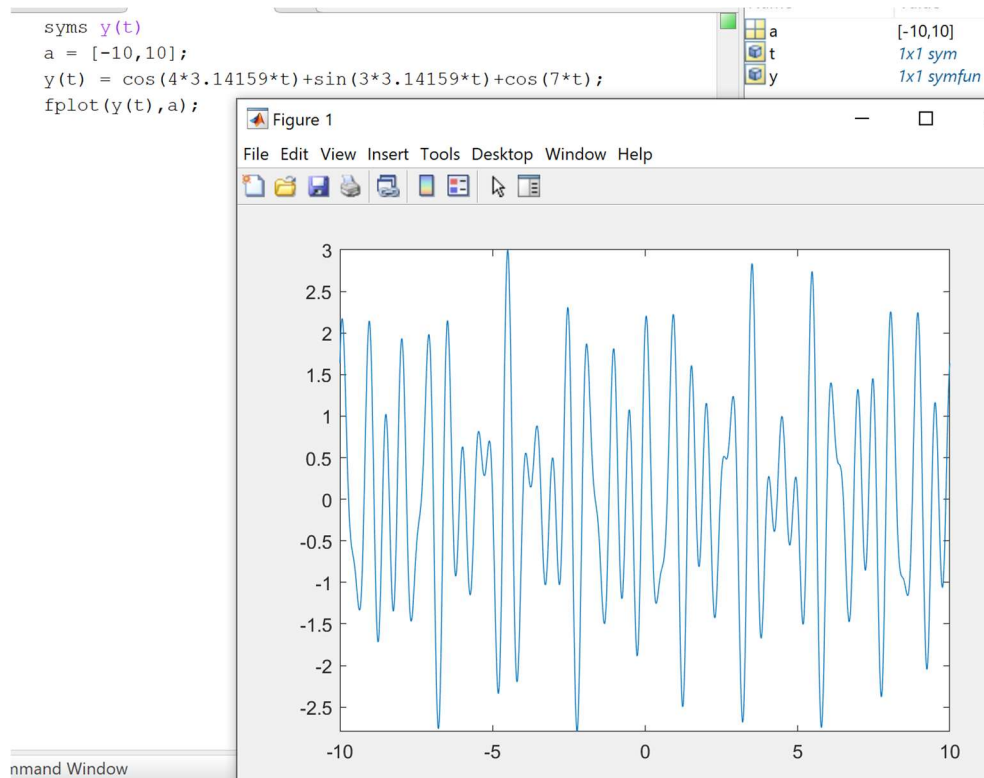 syms y(t)
a = [-10,10];
y(t) = cos(4*3.14159*t)+sin(3*3.14159*t)+cos(7*t);
fplot(y(t),a);
a [-10,10]
t 1x1 sym
y 1x1 symfun
Figure 1
File Edit View Insert Tools Desktop Window Help
3
2.5
2
1.5
1
0.5
0
-0.5
-1
-1.5
-2
-2.5
-10 -5 0 5 10
mmand Window